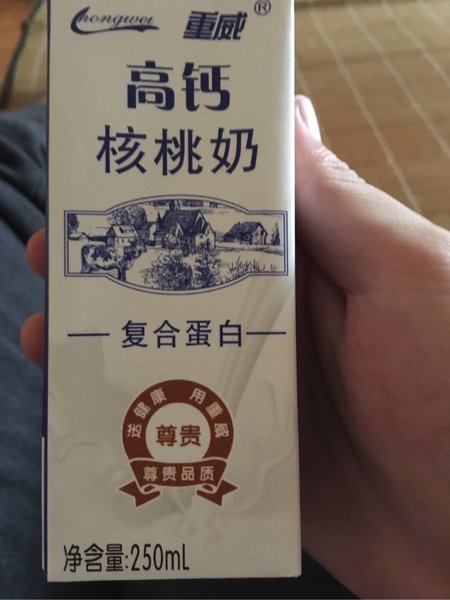 Chongwei 重威®
高钙
核桃奶
复合蛋白
送健康 用重威
尊贵
尊贵品质
净含量:250mL